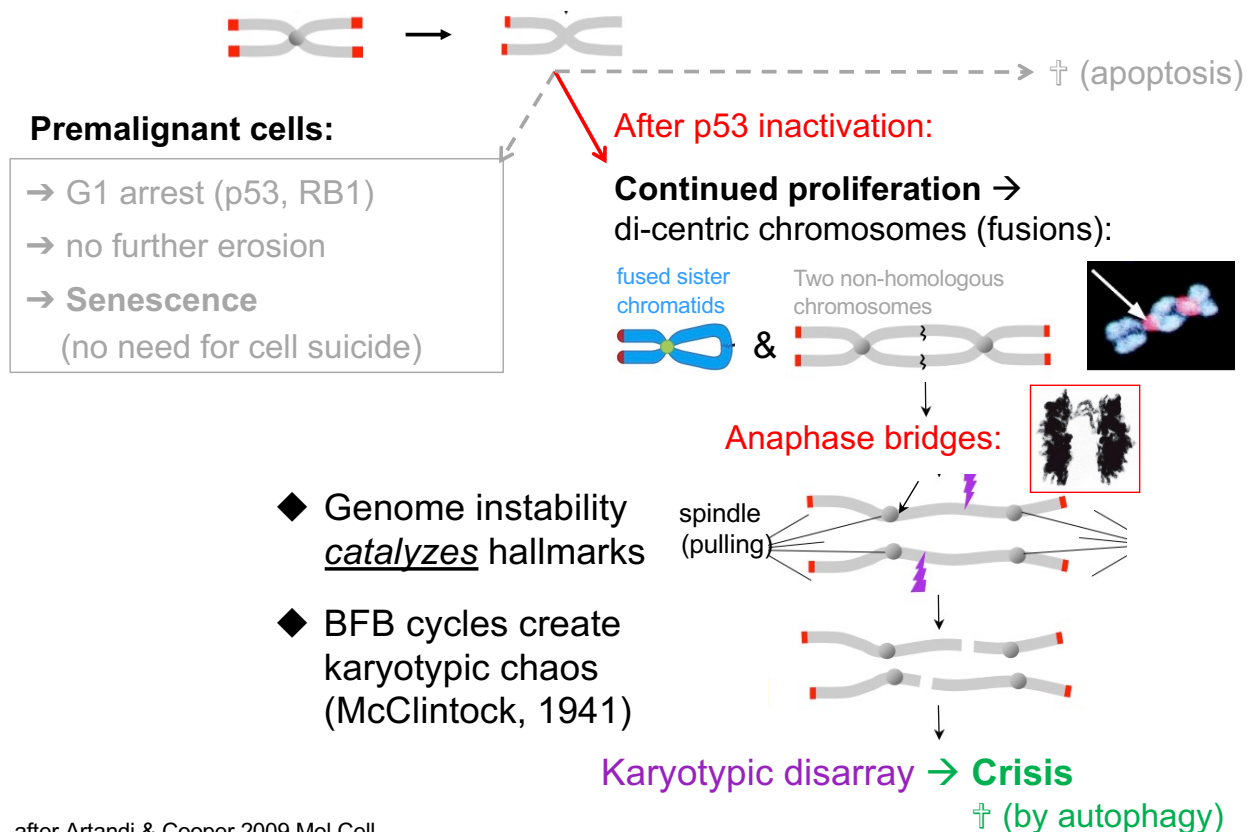 † (apoptosis)
Premalignant cells:
After p53 inactivation:
→ G1 arrest (p53, RB1)
→ no further erosion
→ Senescence
(no need for cell suicide)
Continued proliferation →
di-centric chromosomes (fusions):
fused sister
chromatids
&
Two non-homologous
chromosomes
Anaphase bridges:
◆ Genome instability
catalyzes hallmarks
spindle
(pulling)
◆ BFB cycles create
karyotypic chaos
(McClintock, 1941)
Karyotypic disarray → Crisis
† (by autophagy)
after Artandi & Cooper 2009 Mol Cell